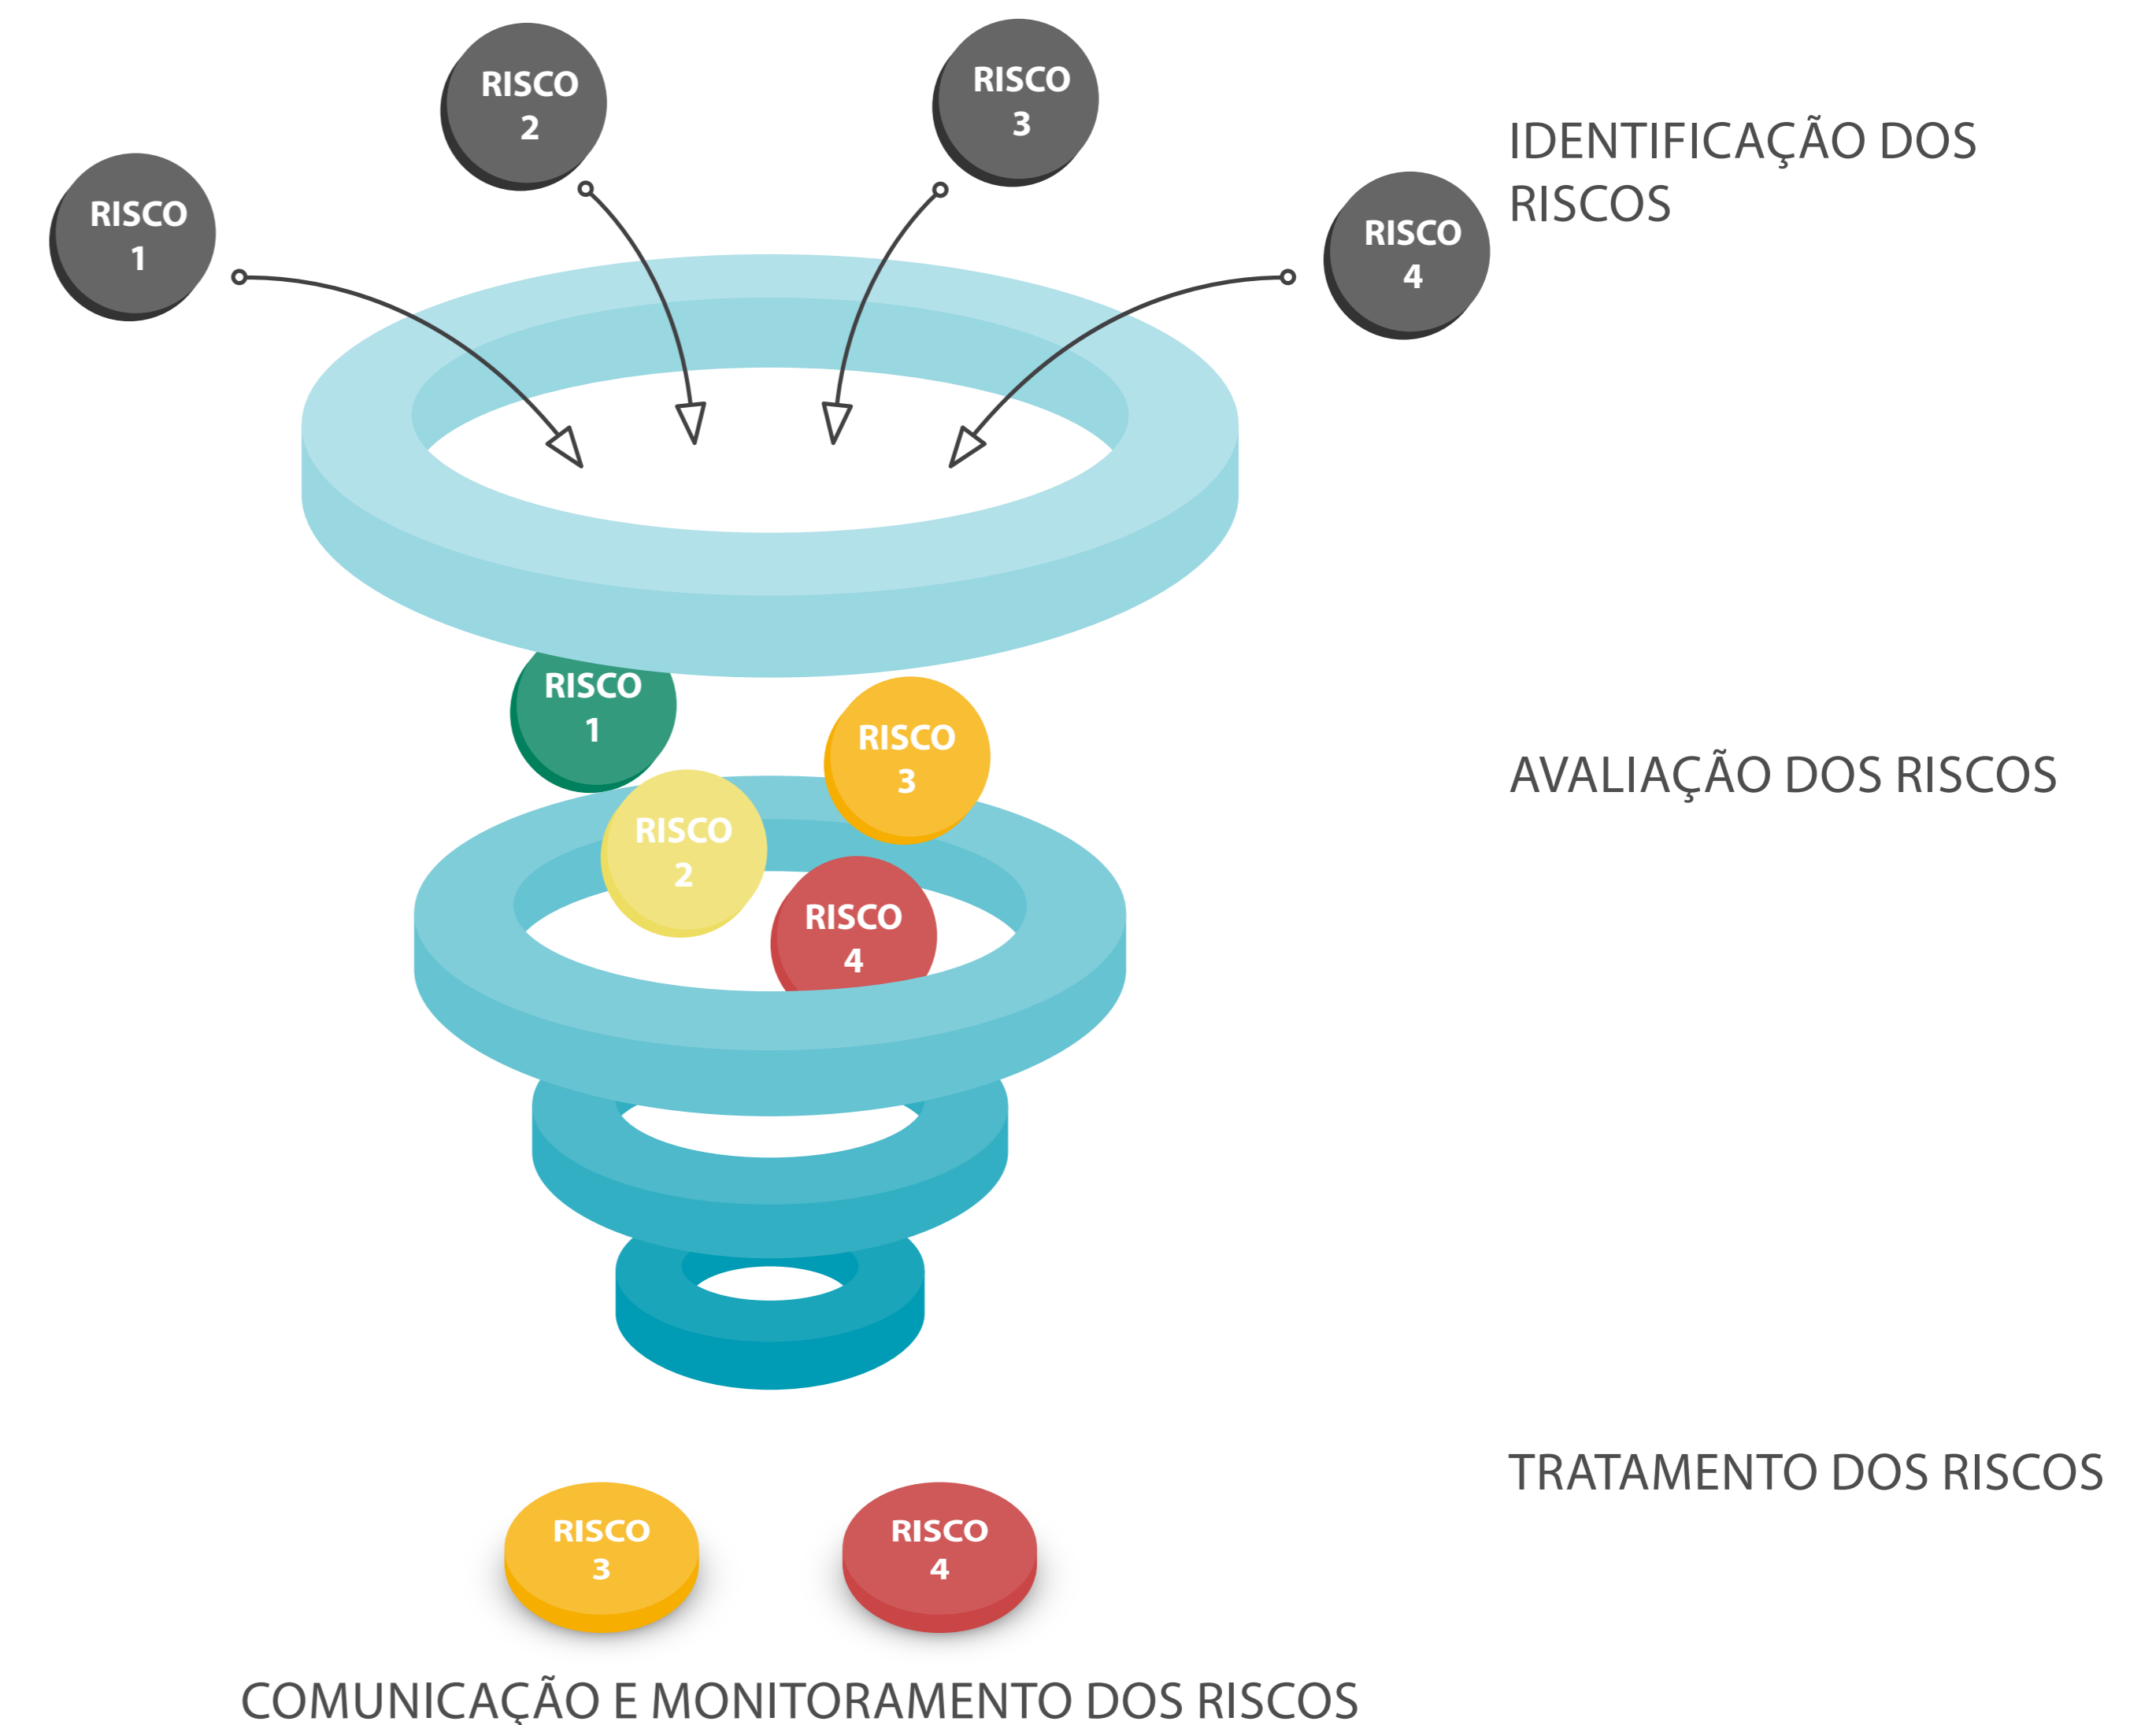 RISCO
2
RISCO
3
IDENTIFICAÇÃO DOS
RISCOS
RISCO
1
RISCO
4
RISCO
1
RISCO
3
AVALIAÇÃO DOS RISCOS
RISCO
2
RISCO
4
TRATAMENTO DOS RISCOS
RISCO
3
RISCO
4
COMUNICAÇÃO E MONITORAMENTO DOS RISCOS